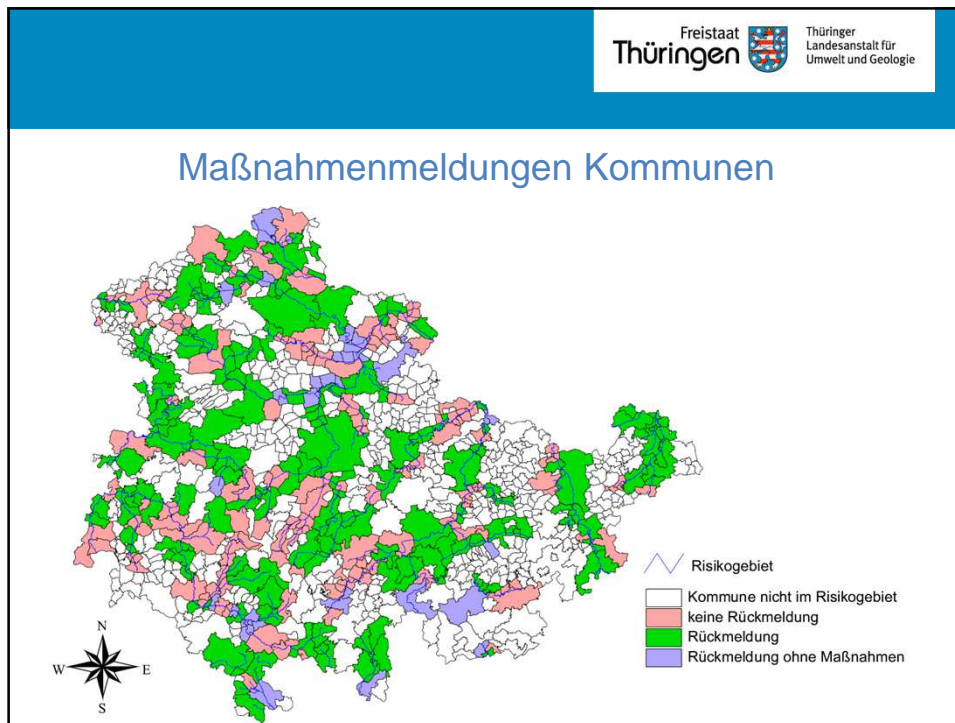 Freistaat
Thüringen
Thüringer
Landesanstalt für
Umwelt und Geologie
Maßnahmenmeldungen Kommunen
Risikogebiet
Kommune nicht im Risikogebiet
keine Rückmeldung
Rückmeldung
Rückmeldung ohne Maßnahmen
N
W E
S